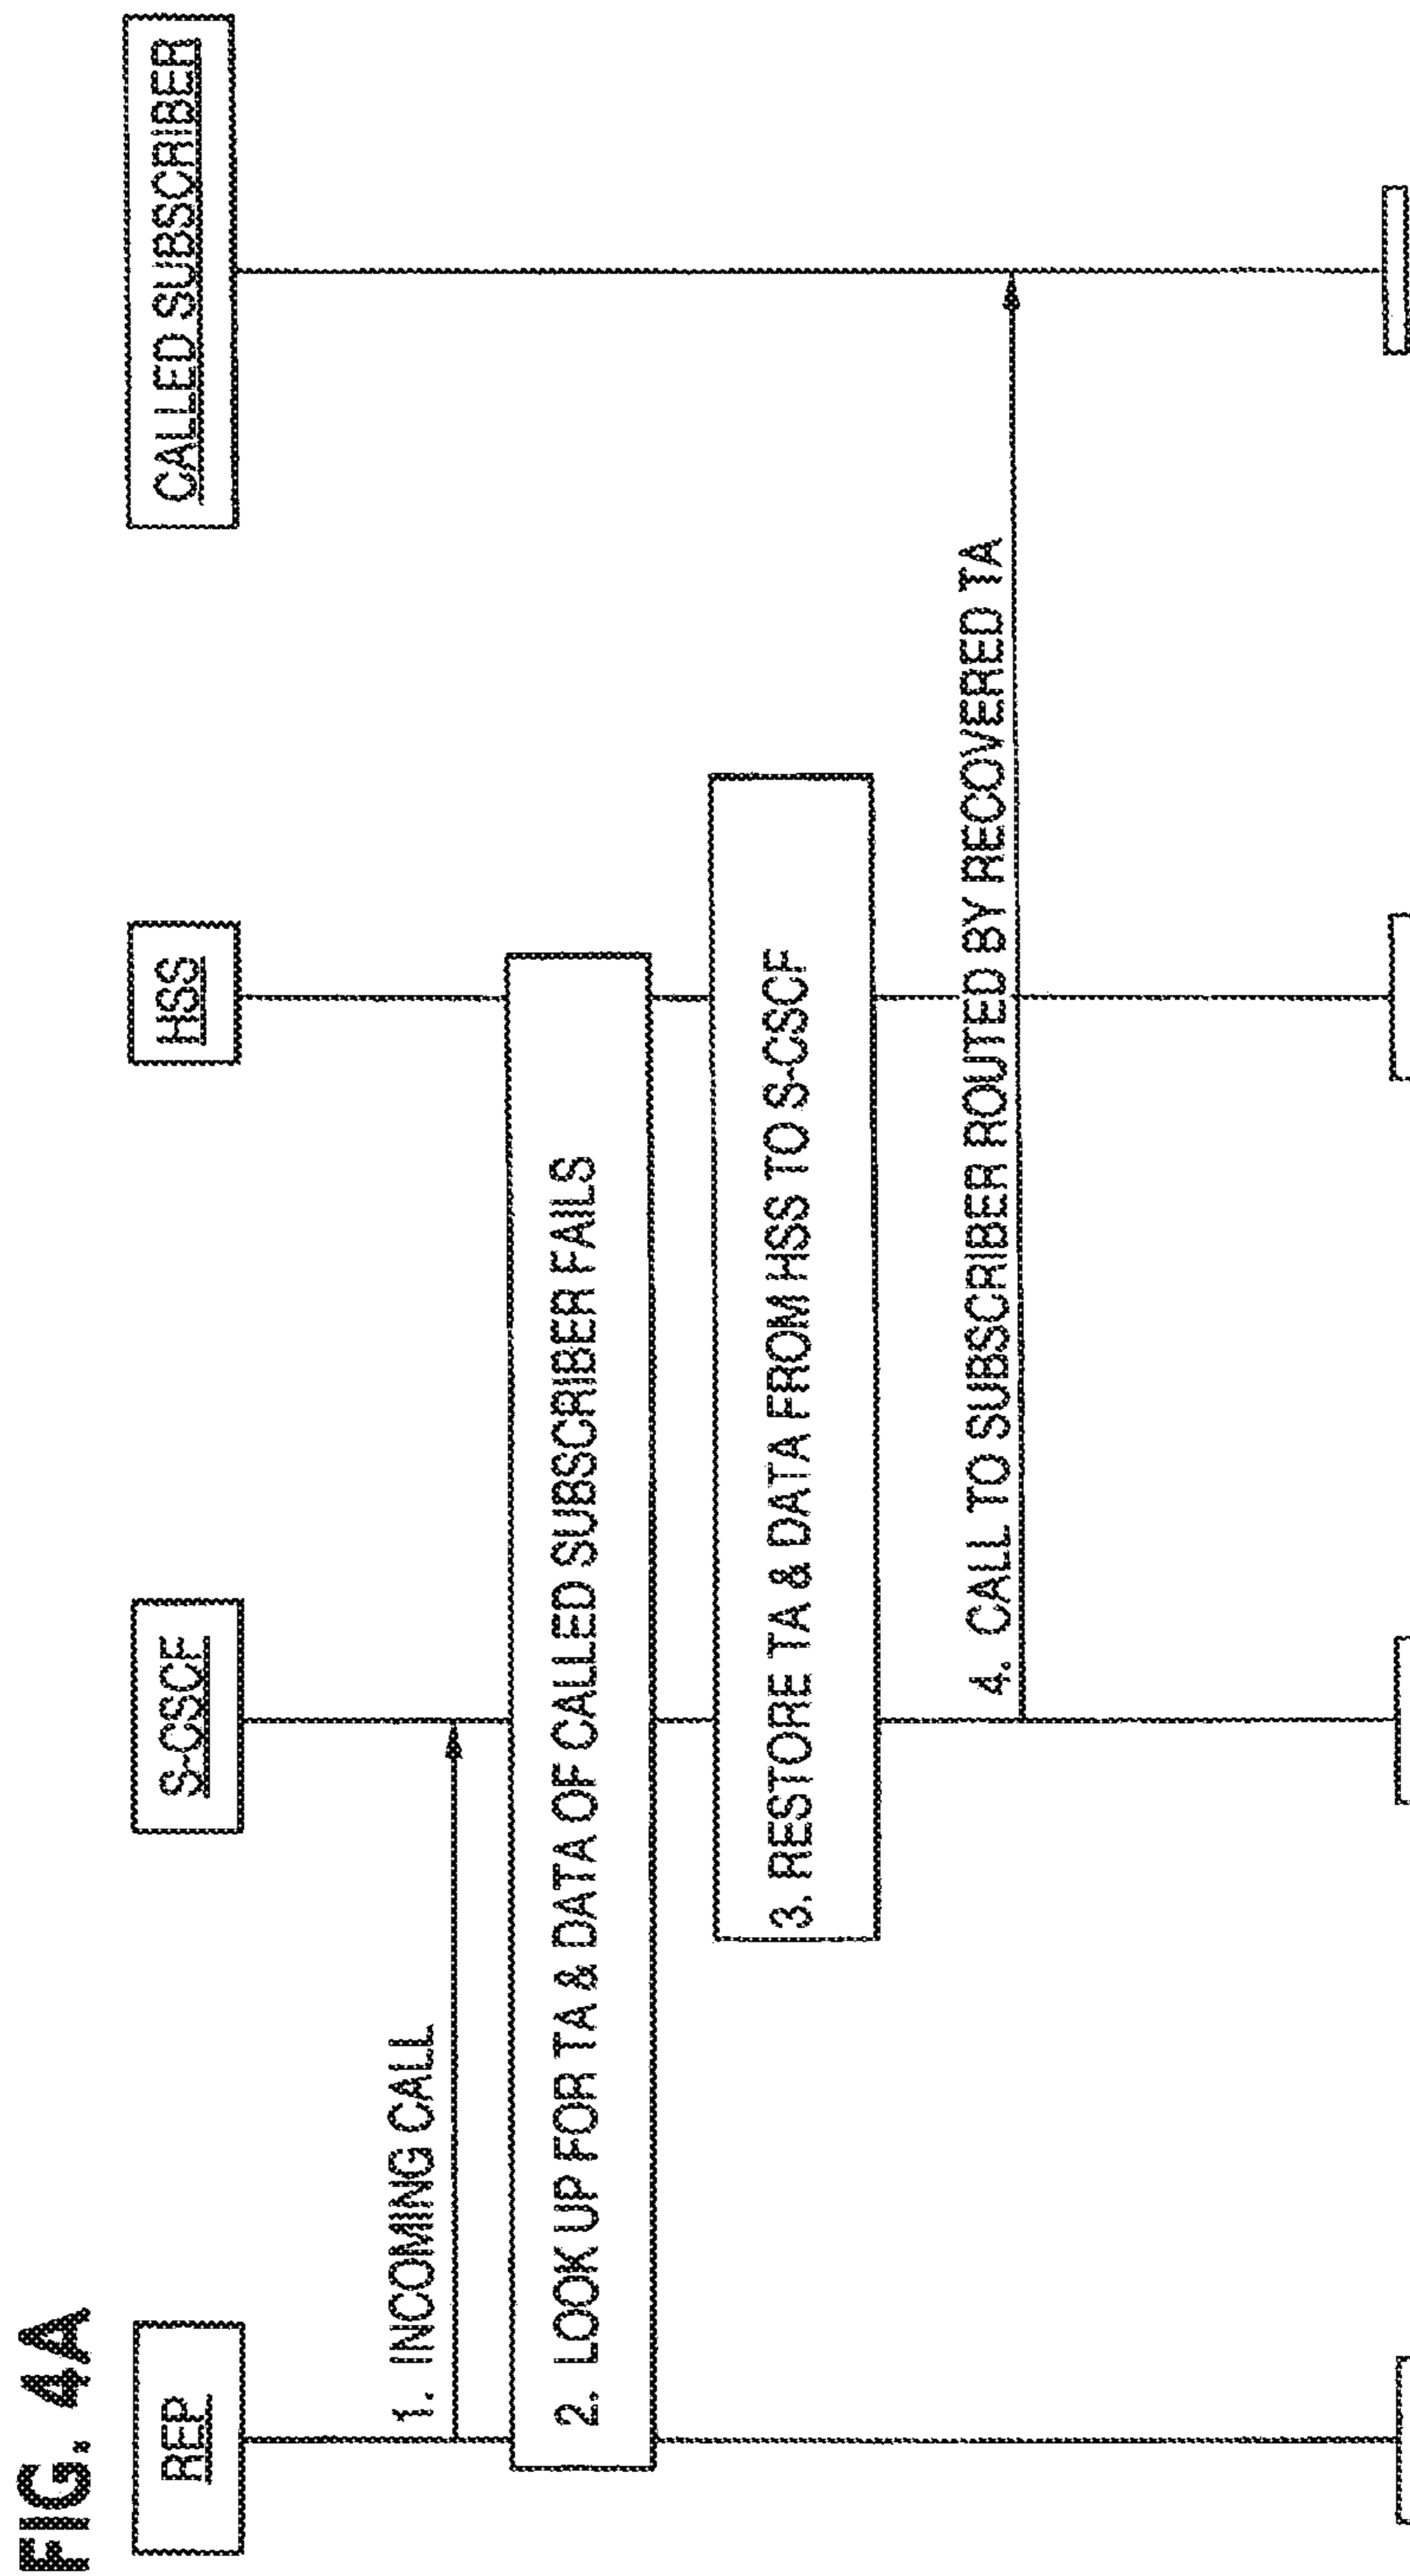 FIG. 4A
REP
S-CSCF
HSS
CALLED SUBSCRIBER
1. INCOMING CALL
2. LOOK UP FOR TA & DATA OF CALLED SUBSCRIBER FAILS
3. RESTORE TA & DATA FROM HSS TO S-CSCF
4. CALL TO SUBSCRIBER ROUTED BY RECOVERED TA